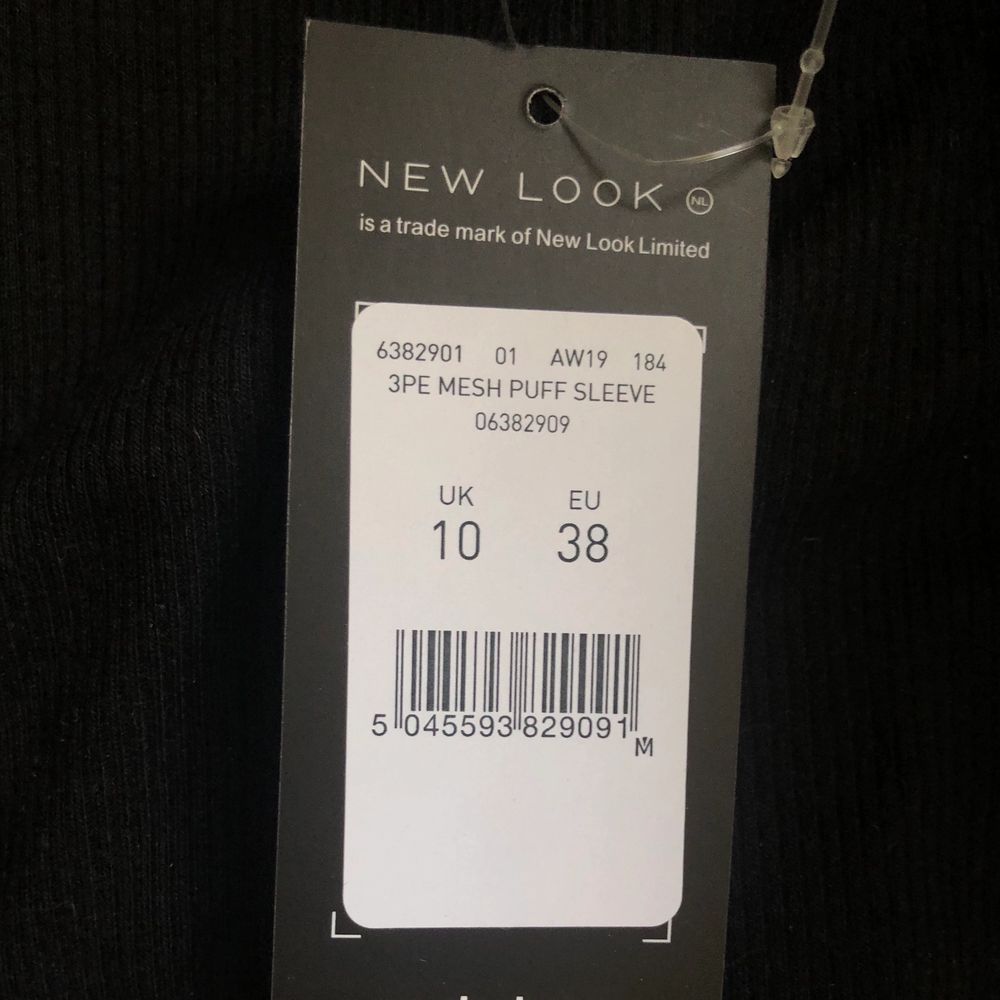 NEW LOOK NL
is a trade mark of New Look Limited
6382901 01 AW19 184
3PE MESH PUFF SLEEVE
06382909
UK EU
10 38
5 045593 829091
M